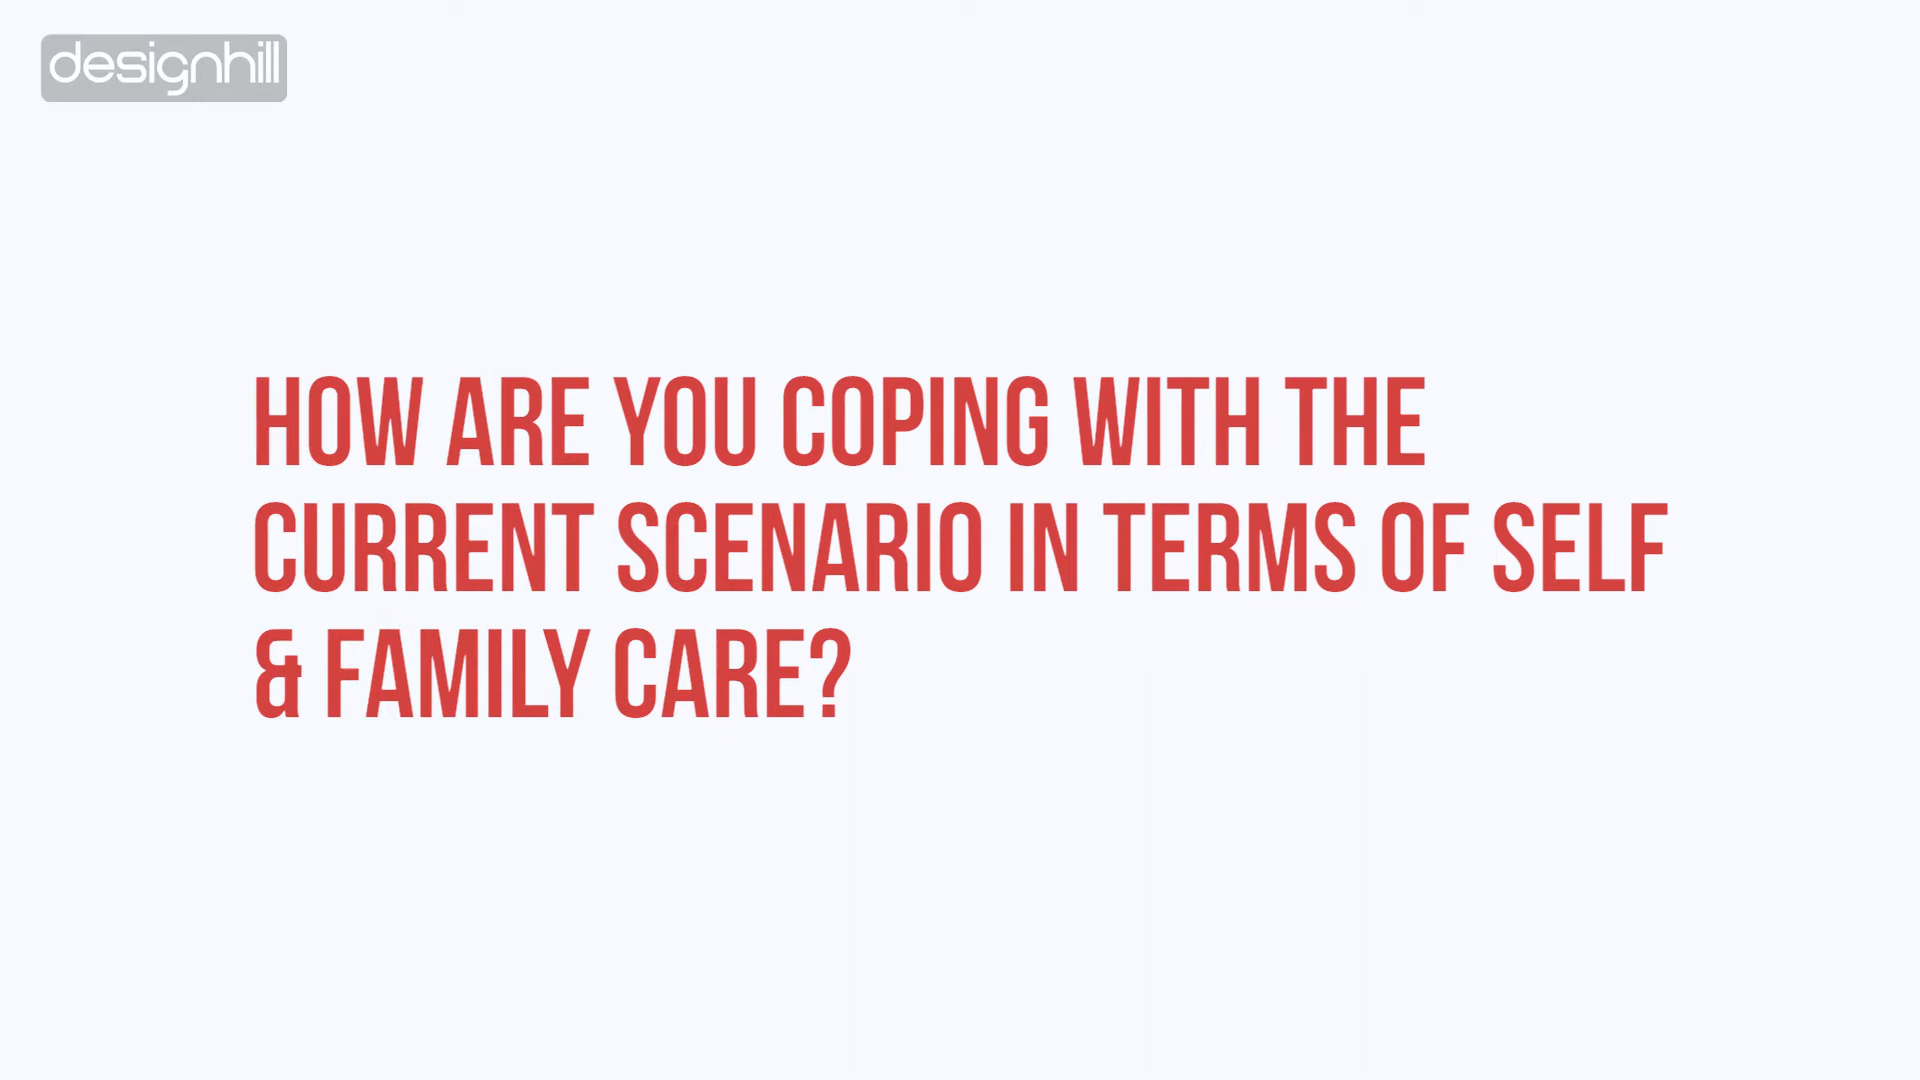 designhill
HOW ARE YOU COPING WITH THE
CURRENT SCENARIO IN TERMS OF SELF
& FAMILY CARE?